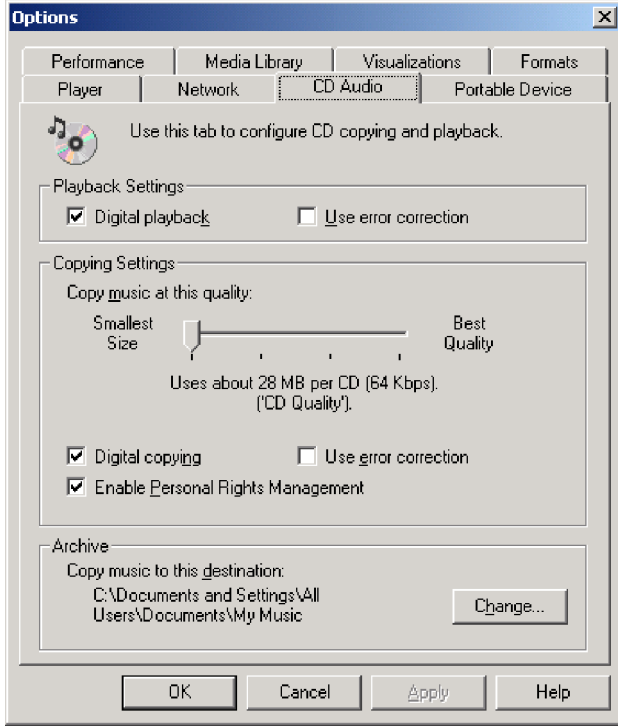 Options
Performance
Media Library
Visualizations
Formats
Player
Network
CD Audio
Portable Device
Use this tab to configure CD copying and playback.
Playback Settings
Digital playback
Use error correction
Copying Settings
Copy music at this quality:
Smallest
Size
Best
Quality
Uses about 28 MB per CD (64 Kbps).
('CD Quality').
Digital copying
Use error correction
Enable Personal Rights Management
Archive
Copy music to this destination:
C:\Documents and Settings\All
Users\Documents\My Music
Change...
OK
Cancel
Apply
Help